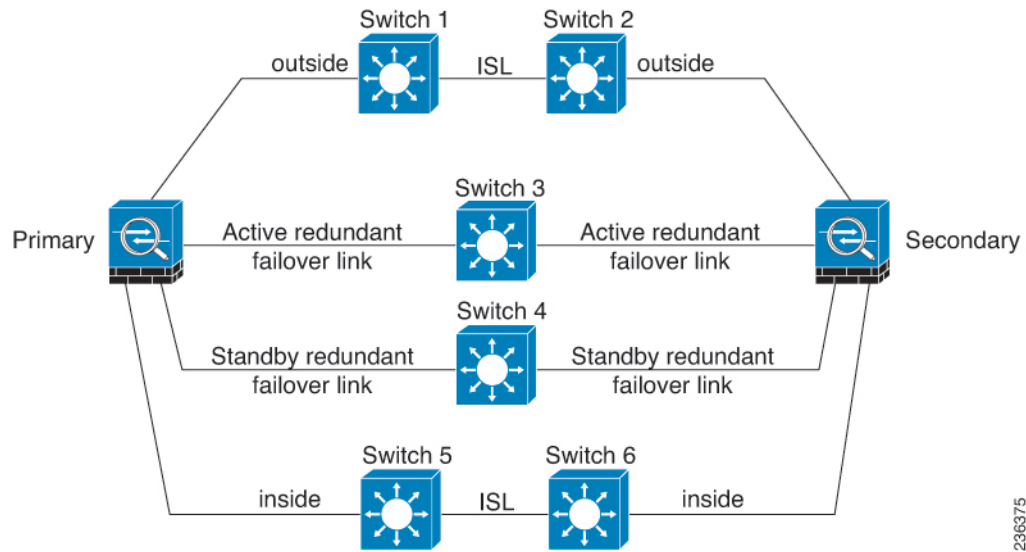 Switch 1
Switch 2
outside
ISL
outside
Switch 3
Primary
Active redundant
failover link
Active redundant
failover link
Secondary
Switch 4
Standby redundant
failover link
Standby redundant
failover link
Switch 5
Switch 6
inside
ISL
inside
236375